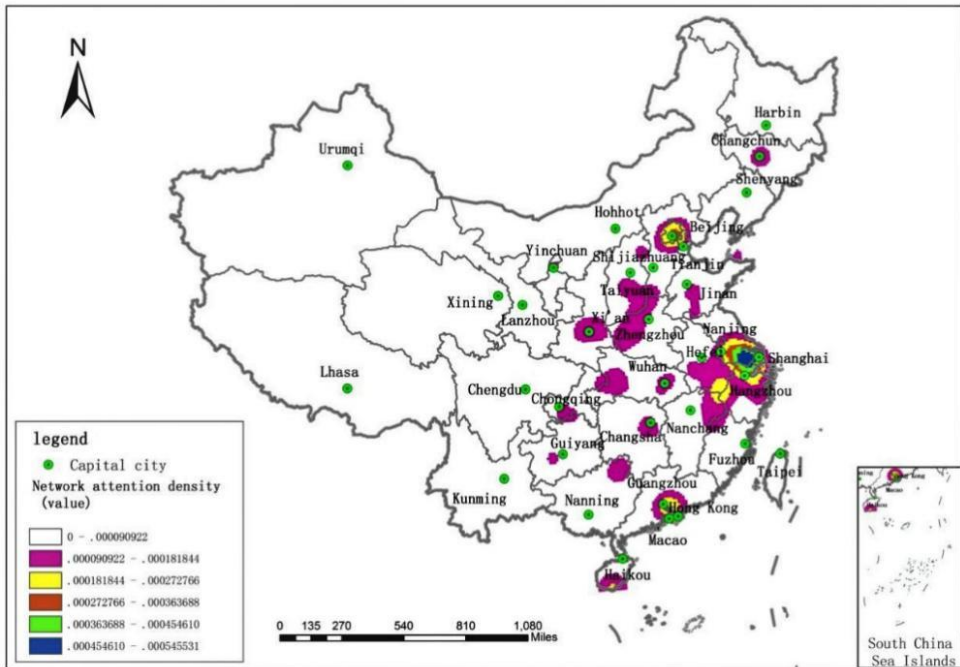 N
Harbin
Changchun
Urumqi
Shenyang
Hohhot
Beijing
Yinchuan
Shijiazhuang
Tianjin
Taiyuan
Jinan
Xining
Lanzhou
Xi'an
Zhengzhou
Nanjing
Hefei
Shanghai
Wuhan
Lhasa
Chengdu
Hangzhou
Chongqing
Nanchang
Changsha
Guiyang
Fuzhou
Taipei
Kunming
Guangzhou
Nanning
Hong Kong
Macao
Haikou
legend
Capital city
Network attention density
(value)
0 - .000090922
.000090922 - .000181844
.000181844 - .000272766
.000272766 - .000363688
.000363688 - .000454610
.000454610 - .000545531
0 135 270 540 810 1,080
Miles
Macao
South China
Sea Islands